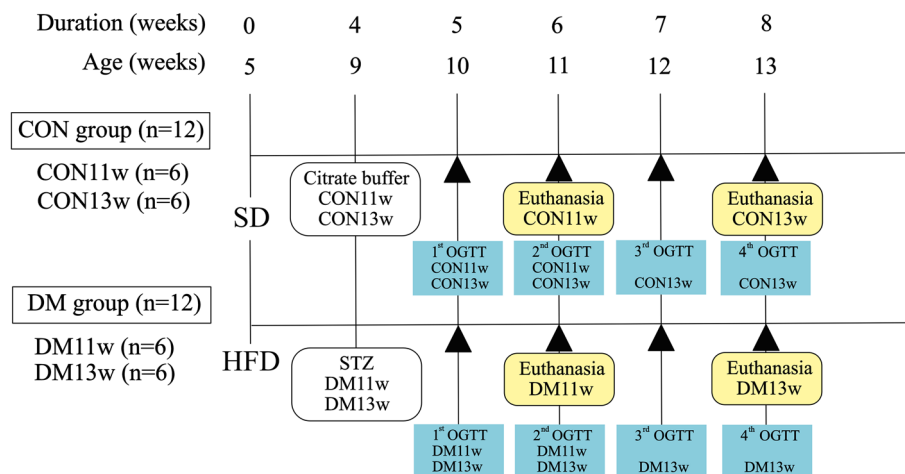 Duration (weeks) 0 4 5 6 7 8
Age (weeks) 5 9 10 11 12 13
CON group (n=12)
CON11w (n=6)
CON13w (n=6)
SD
Citrate buffer
CON11w
CON13w
Euthanasia
CON11w
Euthanasia
CON13w
1st OGTT
CON11w
CON13w
2nd OGTT
CON11w
CON13w
3rd OGTT
CON13w
4th OGTT
CON13w
DM group (n=12)
DM11w (n=6)
DM13w (n=6)
HFD
STZ
DM11w
DM13w
Euthanasia
DM11w
Euthanasia
DM13w
1st OGTT
DM11w
DM13w
2nd OGTT
DM11w
DM13w
3rd OGTT
DM13w
4th OGTT
DM13w